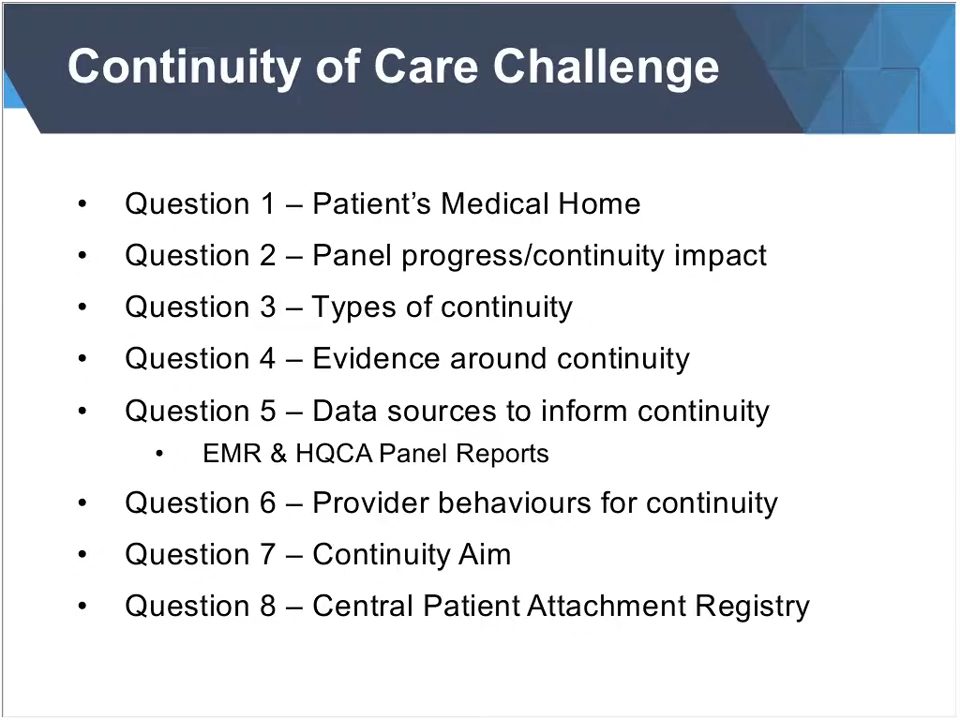 Continuity of Care Challenge
• Question 1 – Patient’s Medical Home
• Question 2 – Panel progress/continuity impact
• Question 3 – Types of continuity
• Question 4 – Evidence around continuity
• Question 5 – Data sources to inform continuity
• EMR & HQCA Panel Reports
• Question 6 – Provider behaviours for continuity
• Question 7 – Continuity Aim
• Question 8 – Central Patient Attachment Registry